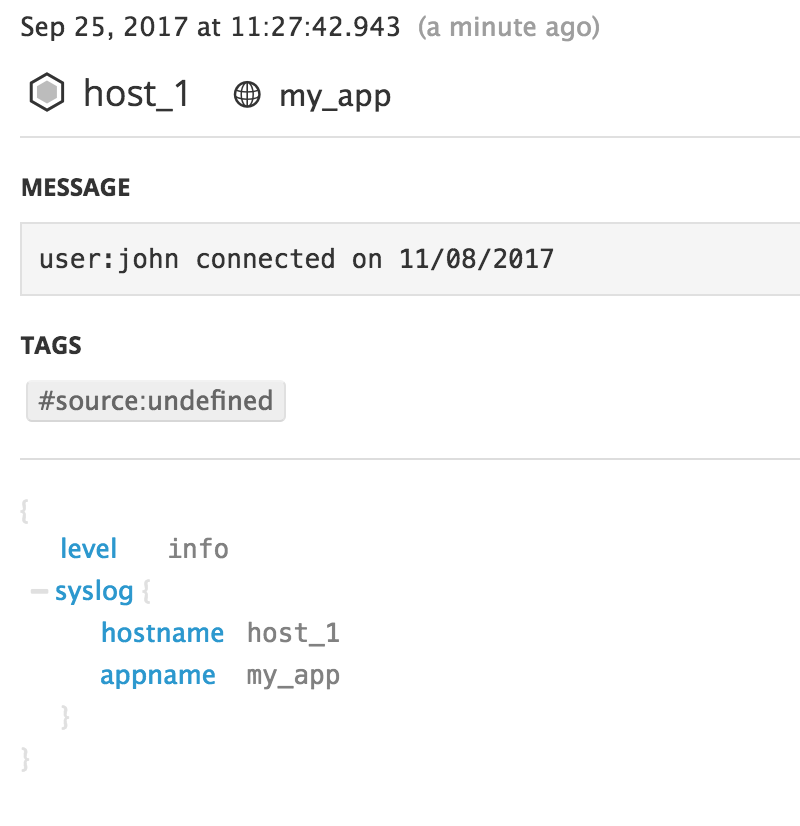 Sep 25, 2017 at 11:27:42.943 (a minute ago)
host_1 my_app
MESSAGE
user:john connected on 11/08/2017
TAGS
#source:undefined
{
level info
syslog {
hostname host_1
appname my_app
}
}